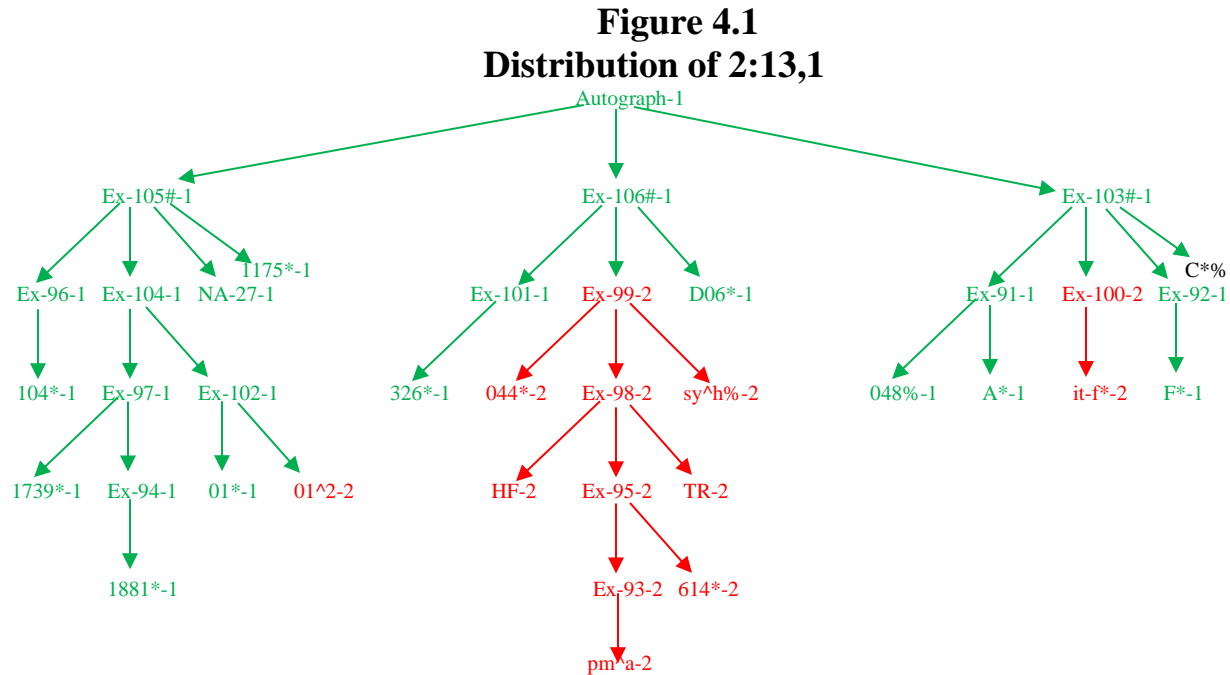 Figure 4.1
Distribution of 2:13,1
Autograph-1
Ex-105#-1 Ex-106#-1 Ex-103#-1
1175*-1 C*%
Ex-96-1 Ex-104-1 NA-27-1 Ex-101-1 Ex-99-2 D06*-1 Ex-91-1 Ex-100-2 Ex-92-1
104*-1 Ex-97-1 Ex-102-1 326*-1 044*-2 Ex-98-2 sy^h%-2 048%-1 A*-1 it-f*-2 F*-1
1739*-1 Ex-94-1 01*-1 01^2-2 HF-2 Ex-95-2 TR-2
1881*-1 Ex-93-2 614*-2
pm^a-2